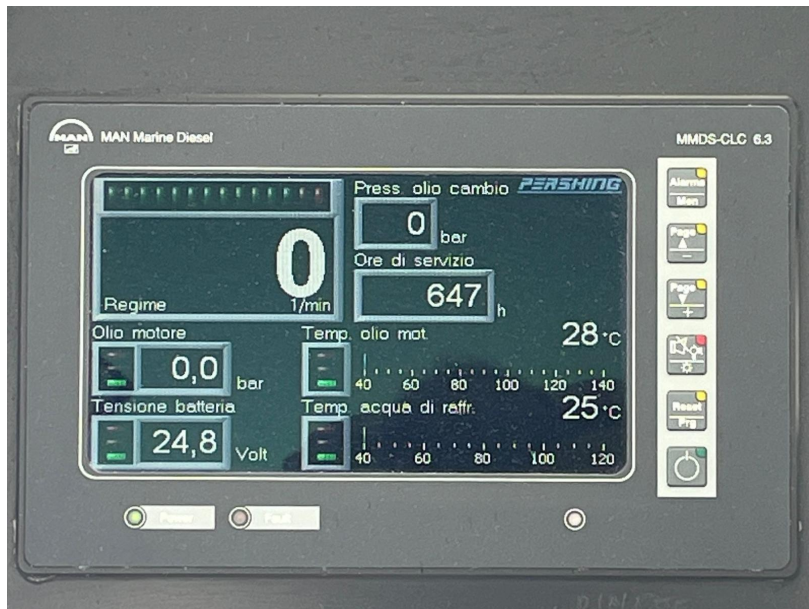 MAN
MAN Marine Diesel
MMDS-CLC 6.3
PERSHING
Press. olio cambio
0 bar
0
Regime 1/min
Ore di servizio
647 h
Olio motore
0,0 bar
Temp. olio mot.
28 °C
40 60 80 100 120 140
Tensione batteria
24,8 Volt
Temp. acqua di raffr.
25 °C
40 60 80 100 120
Alarms
Mon
Page
-
Page
+
Reset
Prg
Power
Fault